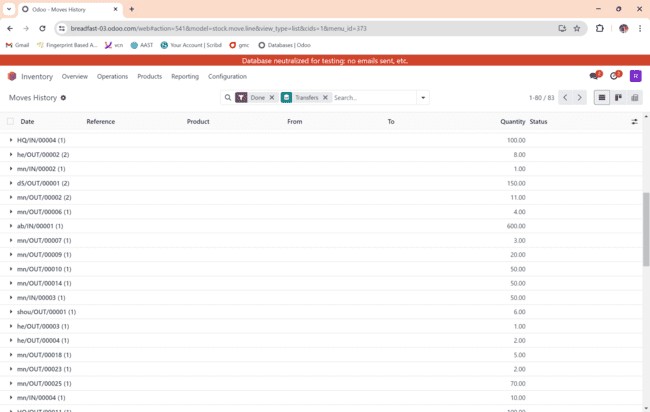 Odoo - Moves History
breadfast-03.odoo.com/web#action=541&model=stock.move.line&view_type=list&cids=1&menu_id=373
Gmail Fingerprint Based A... vcn AAST Your Account | Scribd gmc Databases | Odoo
Database neutralized for testing: no emails sent, etc.
Inventory Overview Operations Products Reporting Configuration R
Moves History Done Transfers Search... 1-80 / 83
Date Reference Product From To Quantity Status
HQ/IN/00004 (1) 100.00
he/OUT/00002 (2) 8.00
mn/IN/00002 (1) 1.00
d5/OUT/00001 (2) 150.00
mn/OUT/00002 (2) 11.00
mn/OUT/00006 (1) 4.00
ab/IN/00001 (1) 600.00
mn/OUT/00007 (1) 3.00
mn/OUT/00009 (1) 20.00
mn/OUT/00010 (1) 50.00
mn/OUT/00014 (1) 50.00
mn/IN/00003 (1) 50.00
shou/OUT/00001 (1) 6.00
he/OUT/00003 (1) 1.00
he/OUT/00004 (1) 2.00
mn/OUT/00018 (1) 5.00
mn/OUT/00023 (1) 2.00
mn/OUT/00025 (1) 70.00
mn/IN/00004 (1) 10.00